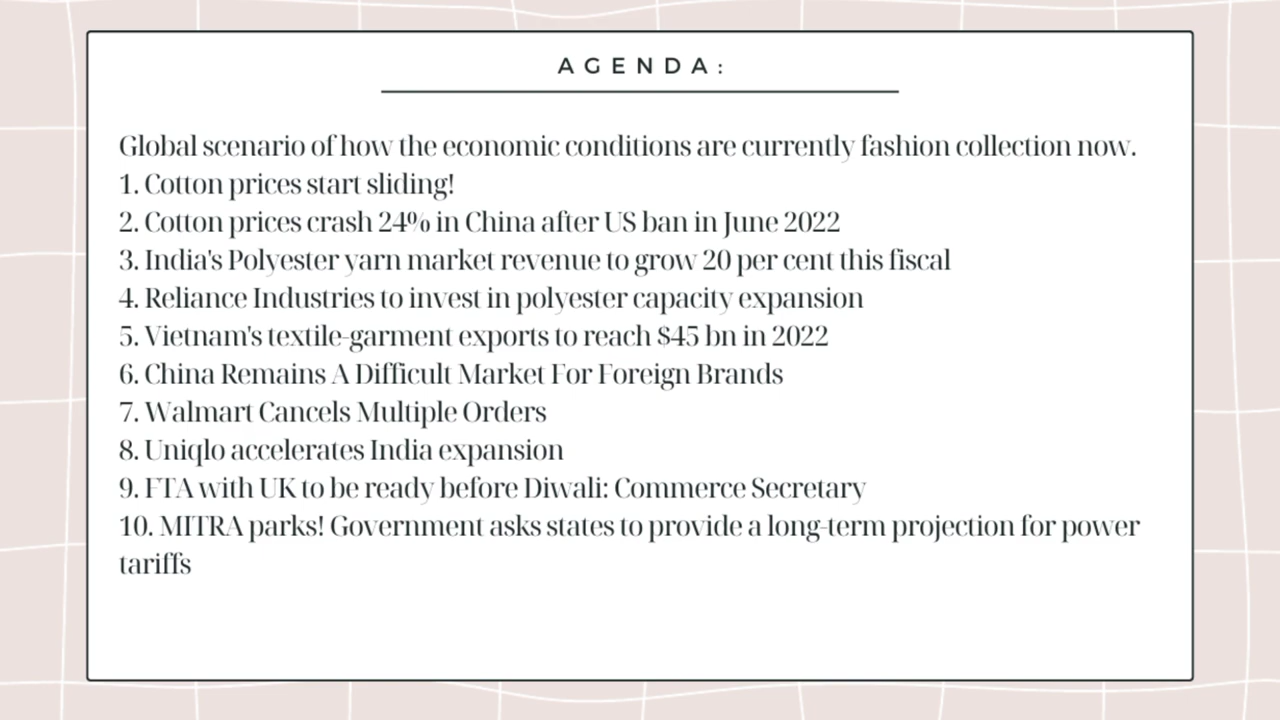 AGENDA:
Global scenario of how the economic conditions are currently fashion collection now.
1. Cotton prices start sliding!
2. Cotton prices crash 24% in China after US ban in June 2022
3. India's Polyester yarn market revenue to grow 20 per cent this fiscal
4. Reliance Industries to invest in polyester capacity expansion
5. Vietnam's textile-garment exports to reach $45 bn in 2022
6. China Remains A Difficult Market For Foreign Brands
7. Walmart Cancels Multiple Orders
8. Uniqlo accelerates India expansion
9. FTA with UK to be ready before Diwali: Commerce Secretary
10. MITRA parks! Government asks states to provide a long-term projection for power
tariffs